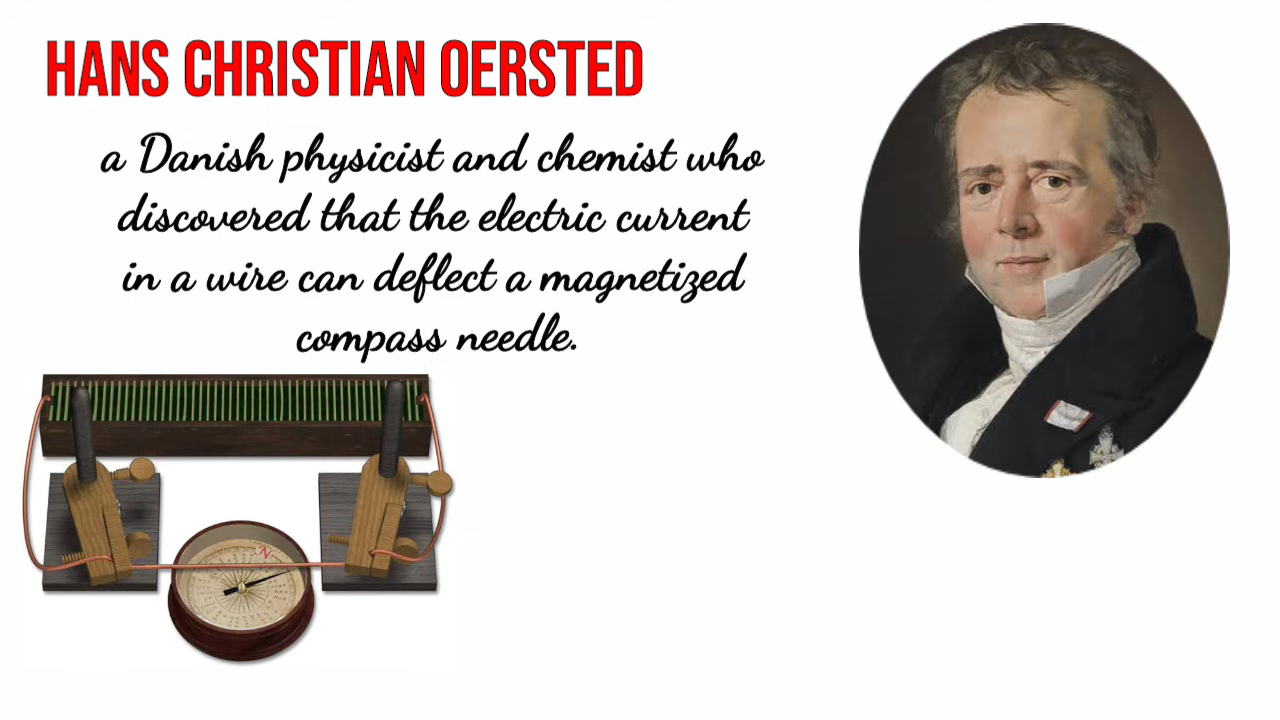 HANS CHRISTIAN OERSTED
a Danish physicist and chemist who
discovered that the electric current
in a wire can deflect a magnetized
compass needle.
N